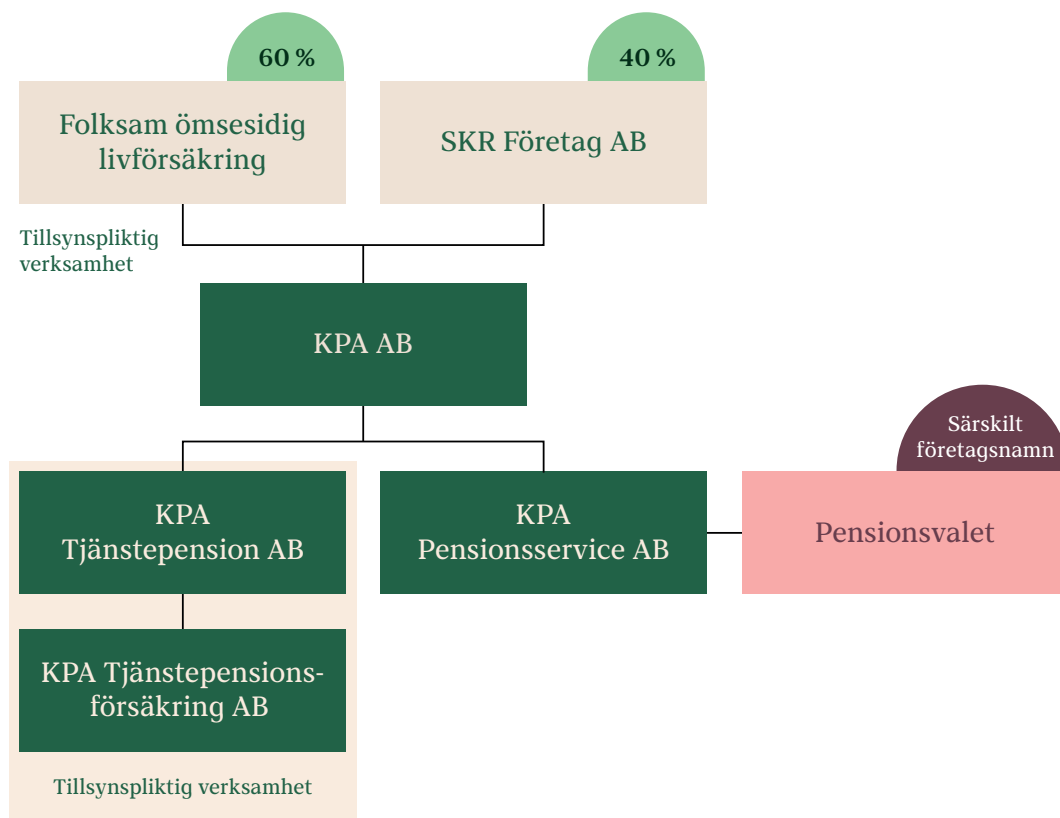 60 %
Folksam ömsesidig
livförsäkring
40 %
SKR Företag AB
Tillsynspliktig
verksamhet
KPA AB
KPA
Tjänstepension AB
KPA
Pensionsservice AB
Särskilt
företagsnamn
Pensionsvalet
KPA Tjänstepensions-
försäkring AB
Tillsynspliktig verksamhet